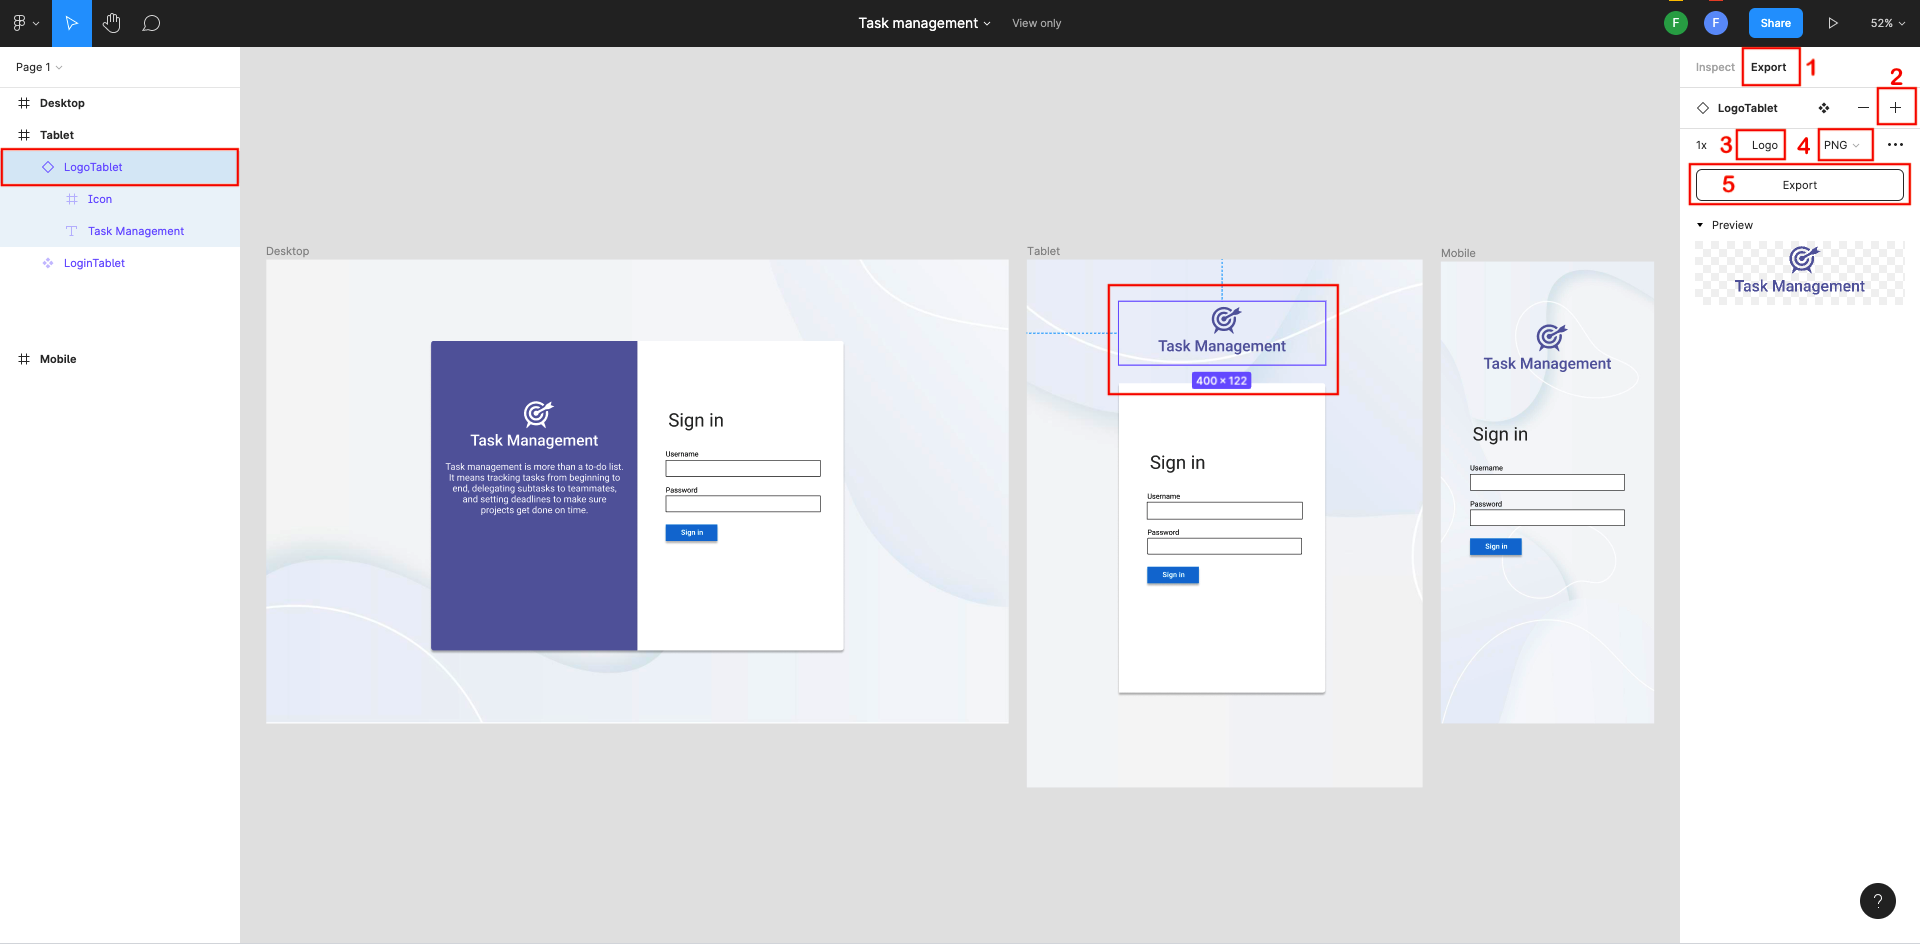 Task management
View only
F
F
Share
52%
Page 1
Desktop
Tablet
LogoTablet
Icon
Task Management
LoginTablet
Mobile
Desktop
Task Management
Task management is more than a to-do list.
It means tracking tasks from beginning to
end, delegating subtasks to teammates,
and setting deadlines to make sure
projects get done on time.
Sign in
Username
Password
Sign in
Tablet
Task Management
400 × 122
Sign in
Username
Password
Sign in
Mobile
Task Management
Sign in
Username
Password
Sign in
Inspect
Export
1
2
LogoTablet
1x
3
Logo
4
PNG
5
Export
Preview
Task Management
?